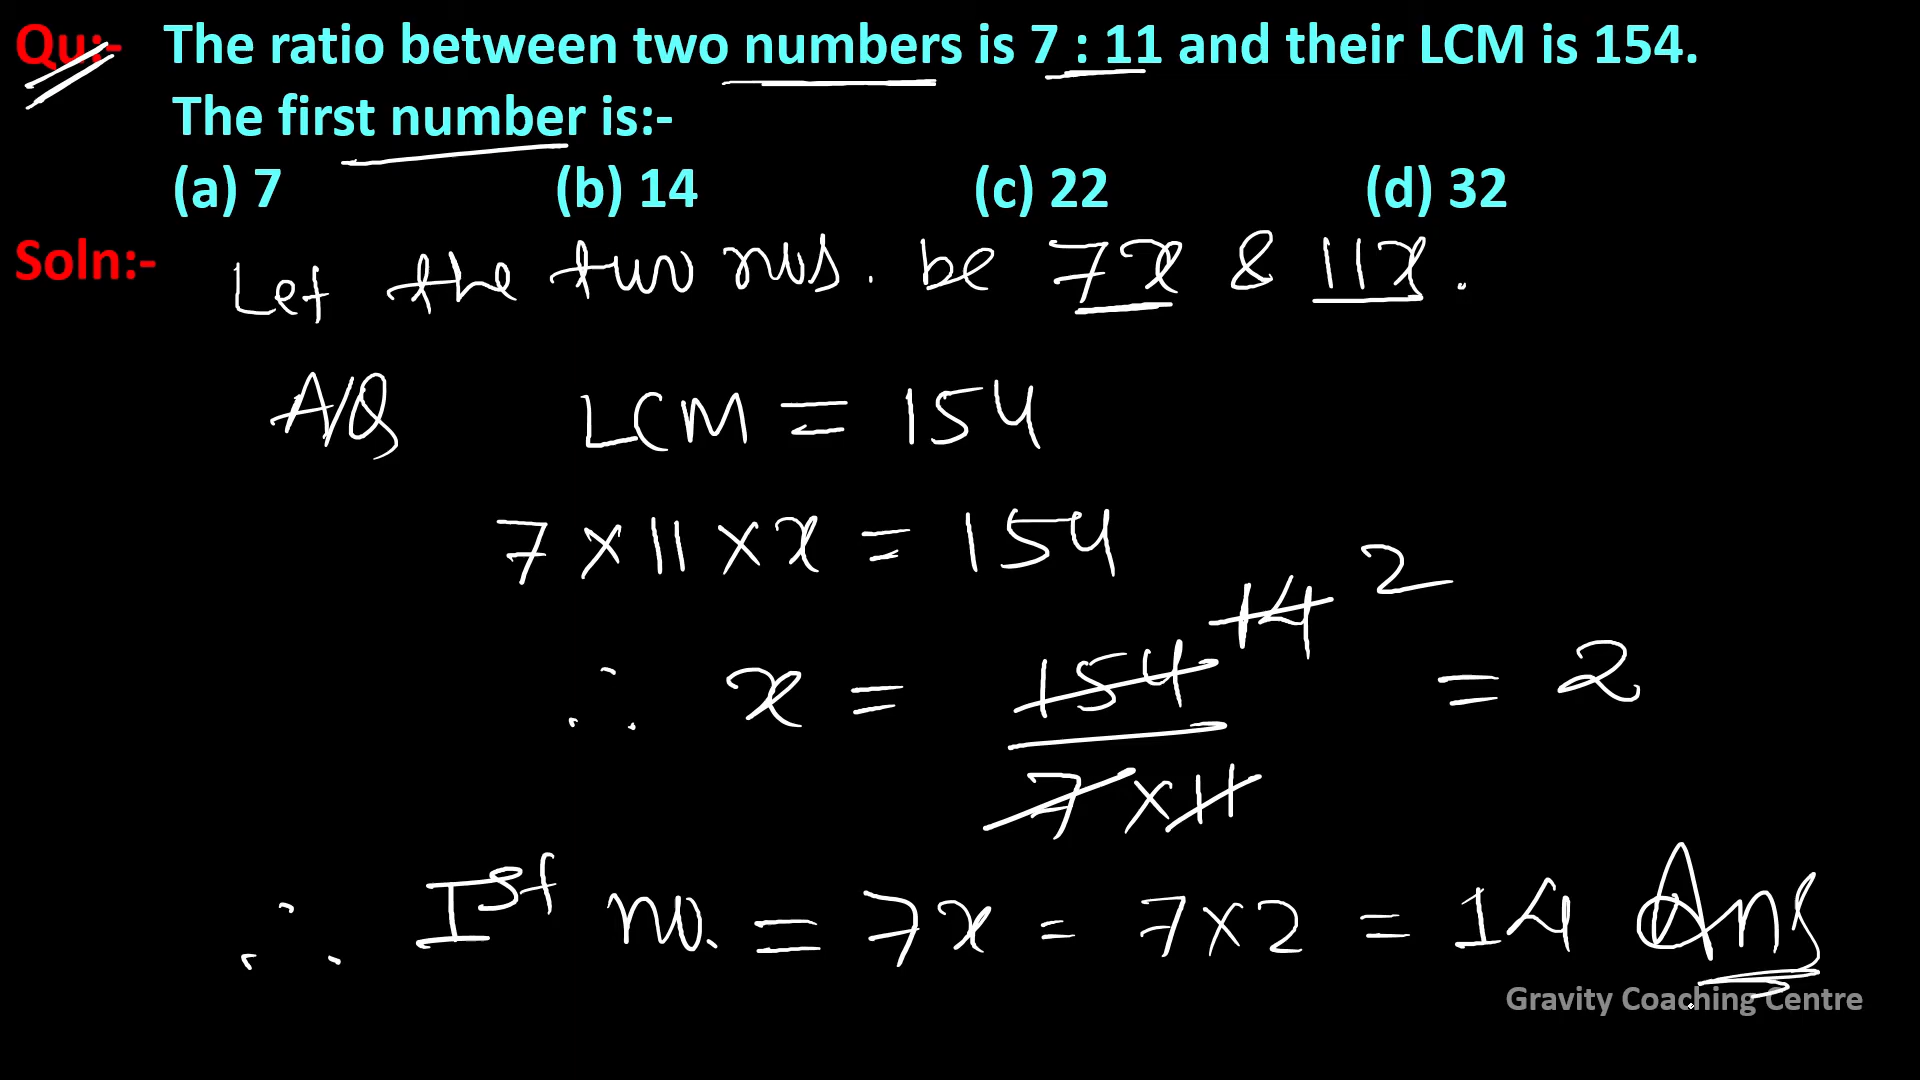 Qu:- The ratio between two numbers is 7 : 11 and their LCM is 154.
The first number is:-
(a) 7 (b) 14 (c) 22 (d) 32
Soln:- Let the two nos. be 7x & 11x.
A/Q LCM = 154
7 × 11 × x = 154
∴ x = 154 14 2 / 7 × 11 = 2
∴ Ist no. = 7x = 7×2 = 14 Ans
Gravity Coaching Centre